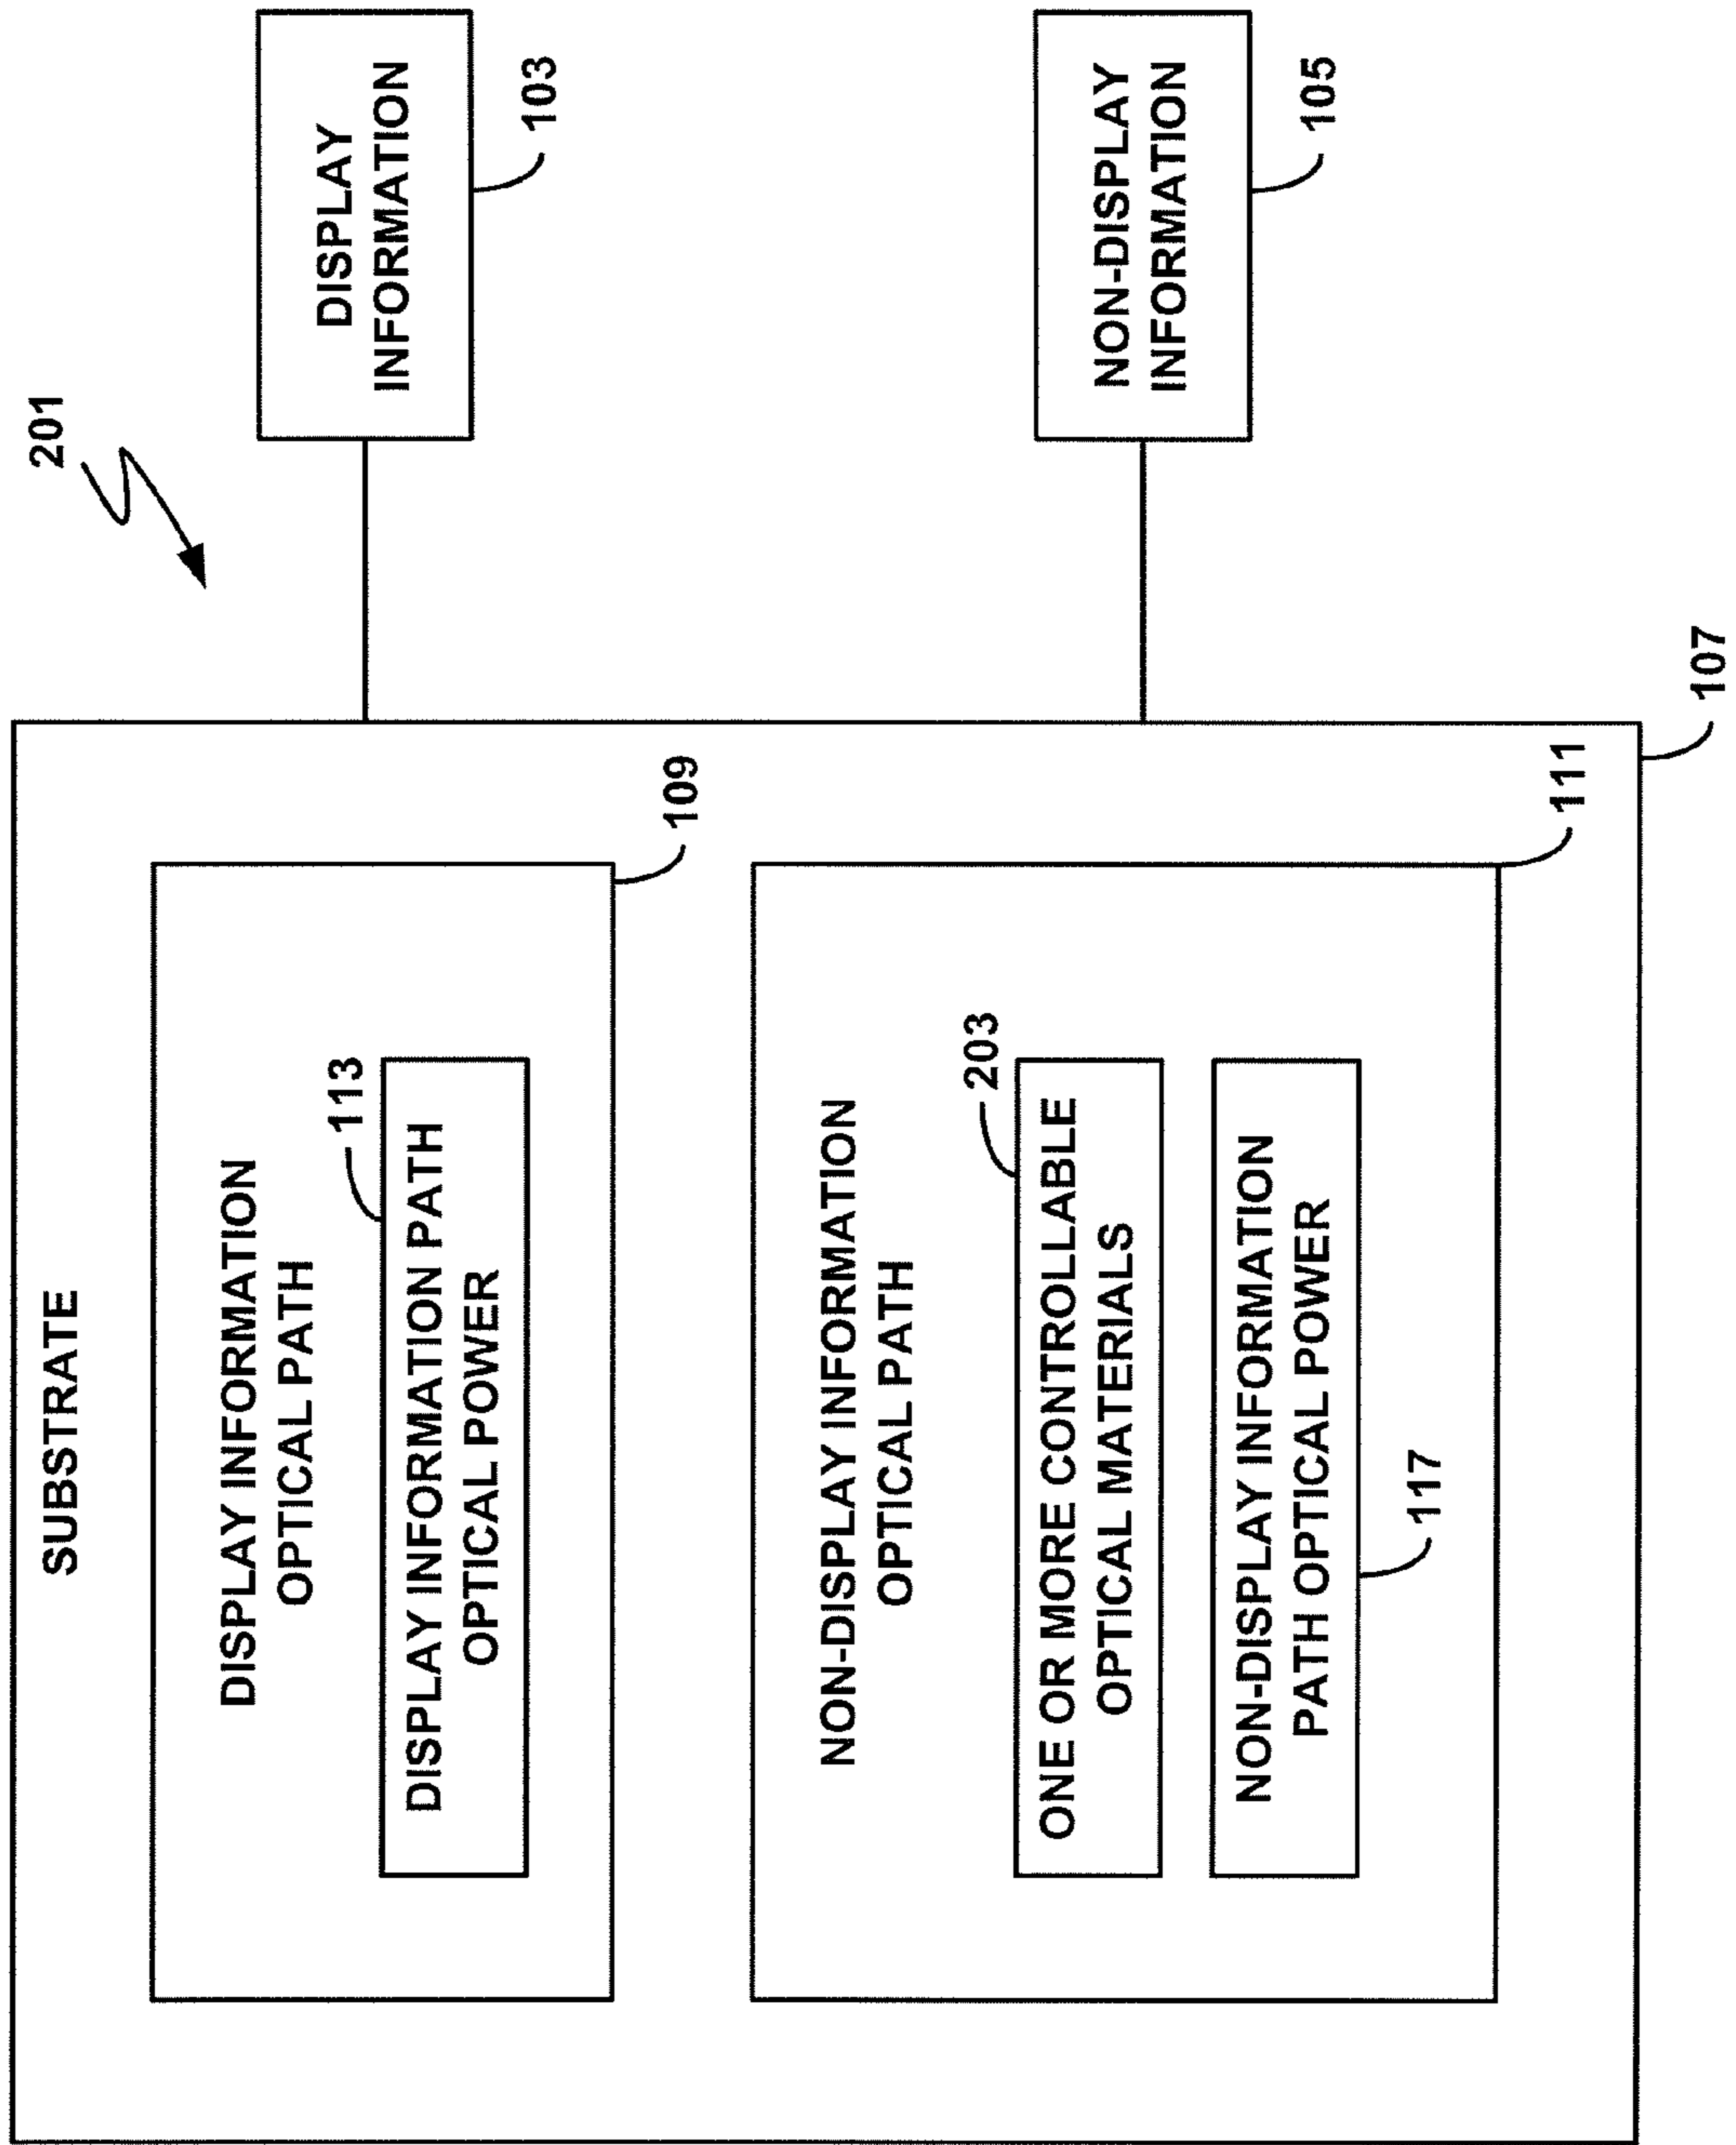 201
SUBSTRATE
DISPLAY INFORMATION
OPTICAL PATH
113
DISPLAY INFORMATION PATH
OPTICAL POWER
109
NON-DISPLAY INFORMATION
OPTICAL PATH
203
ONE OR MORE CONTROLLABLE
OPTICAL MATERIALS
NON-DISPLAY INFORMATION
PATH OPTICAL POWER
117
111
107
DISPLAY
INFORMATION
103
NON-DISPLAY
INFORMATION
105